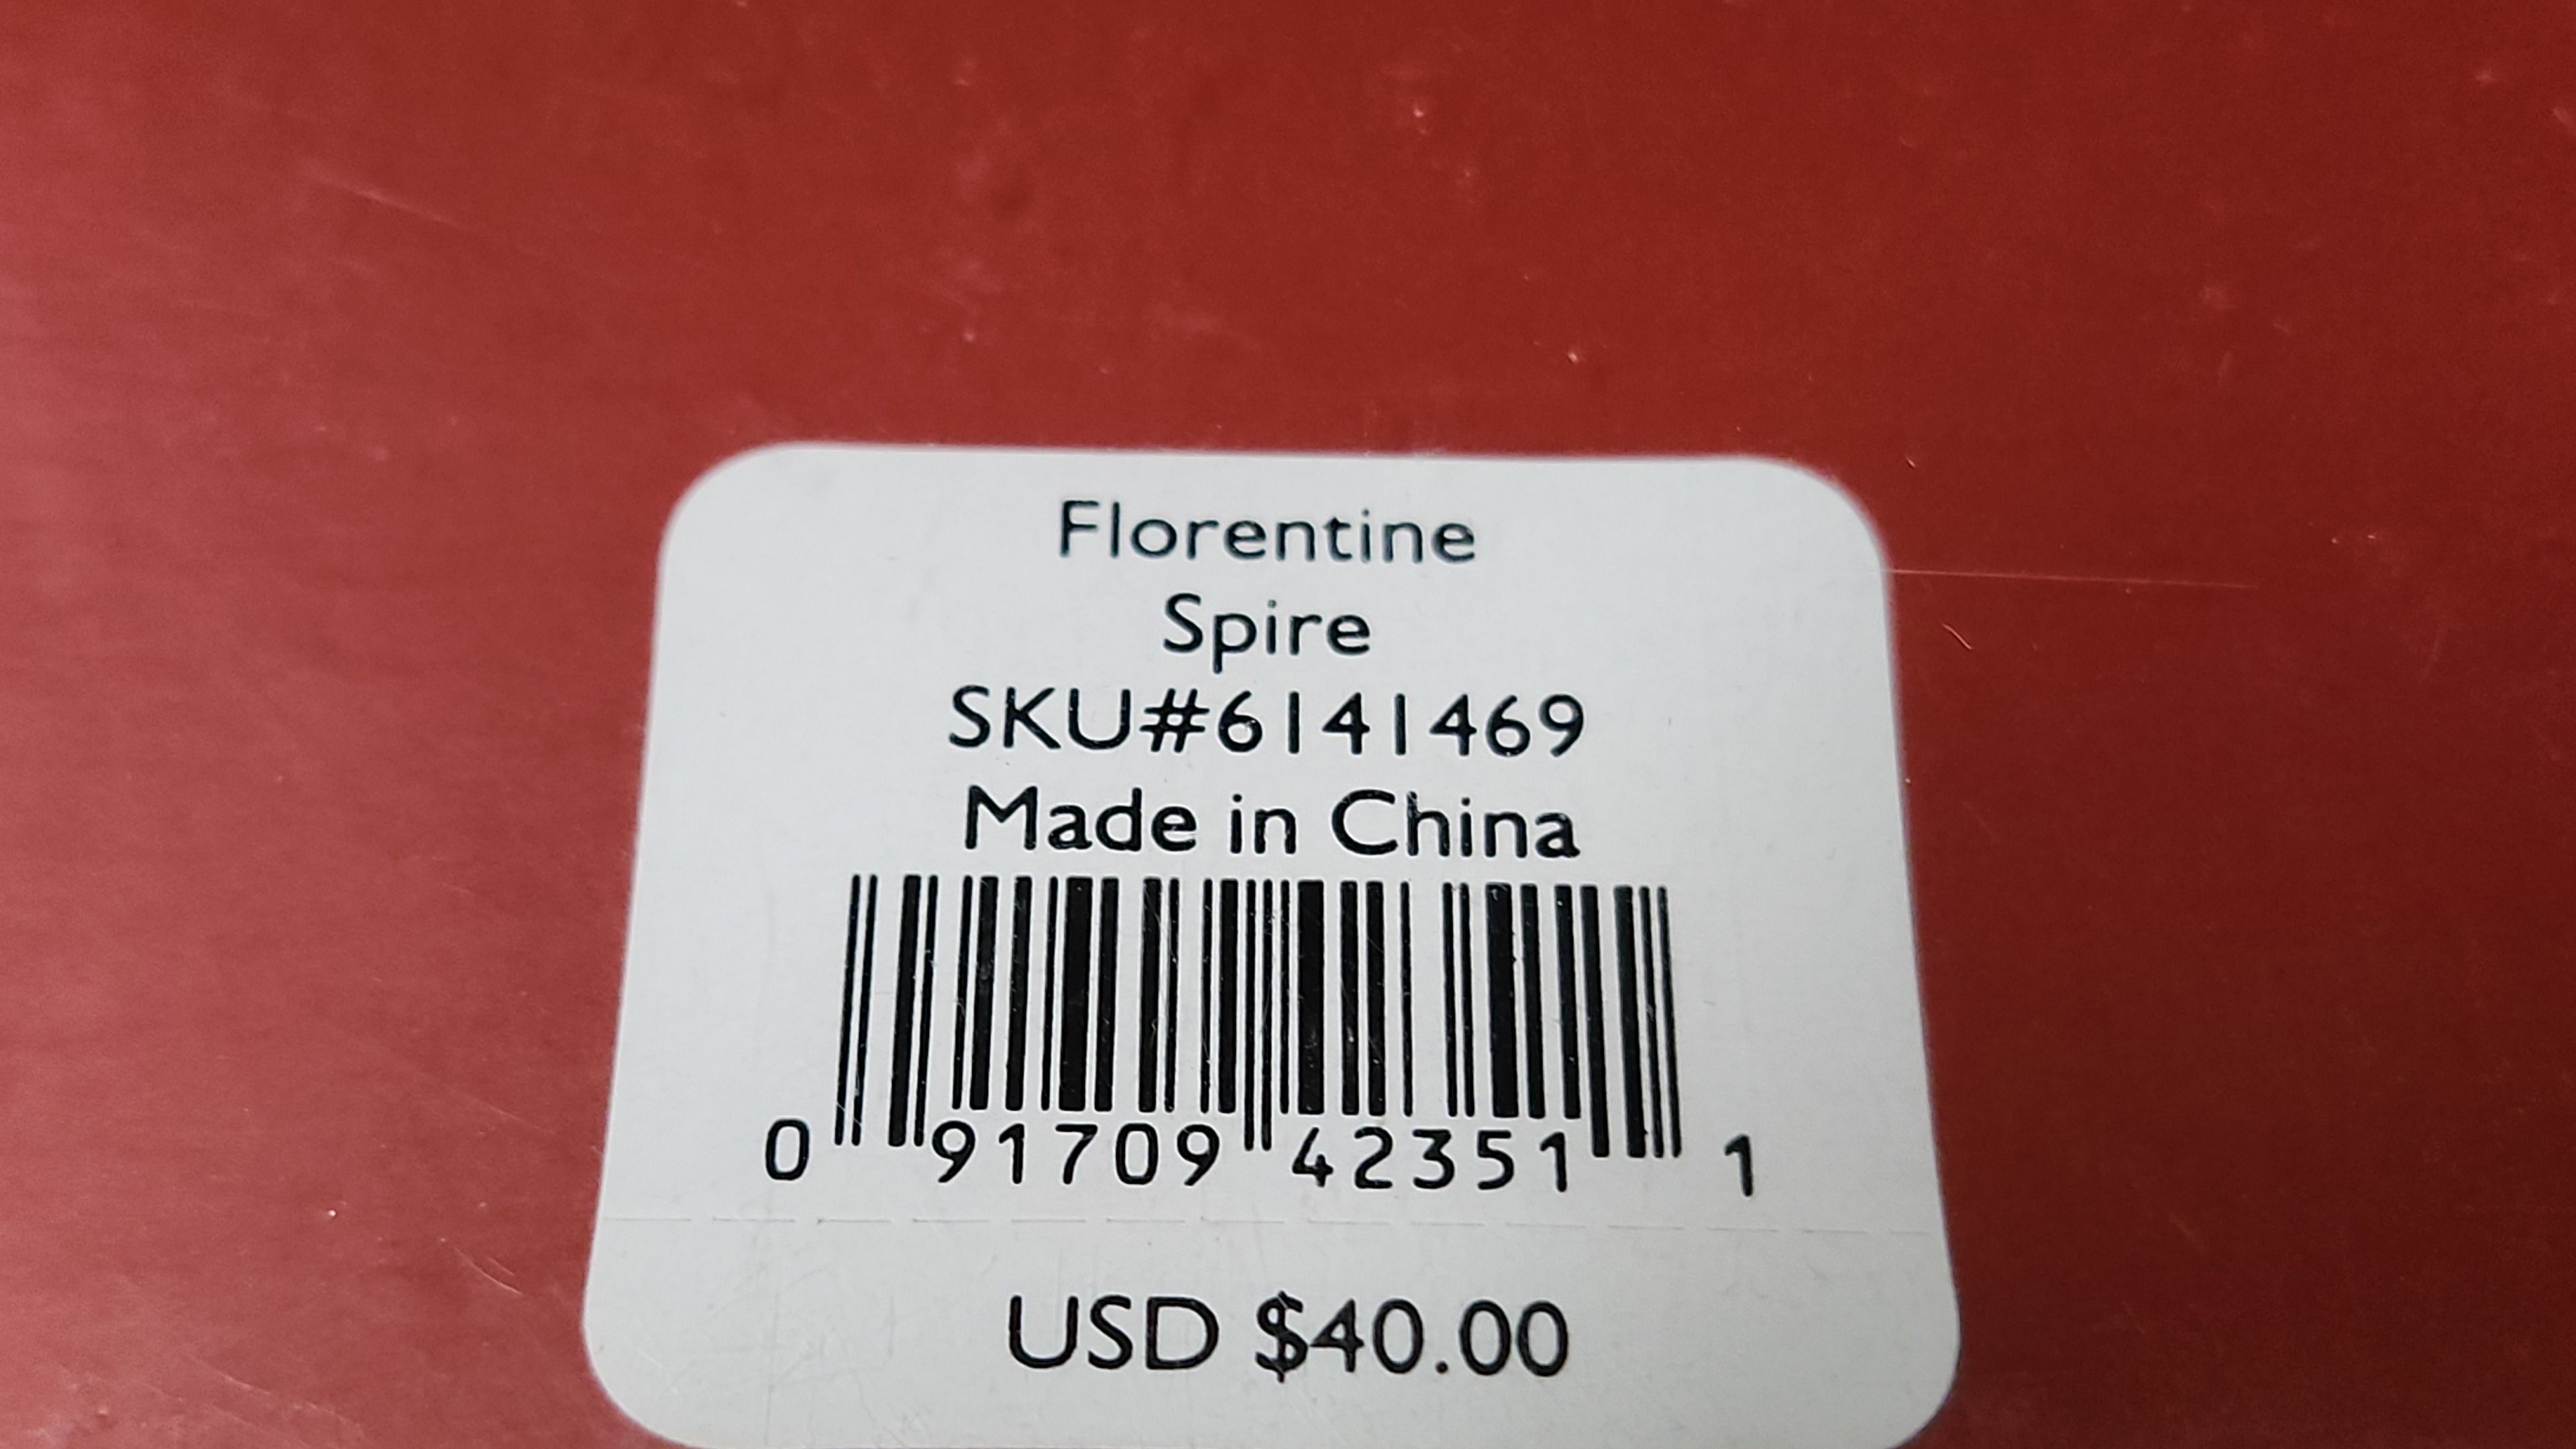 Florentine
Spire
SKU#6141469
Made in China
0 91709 42351 1
USD $40.00